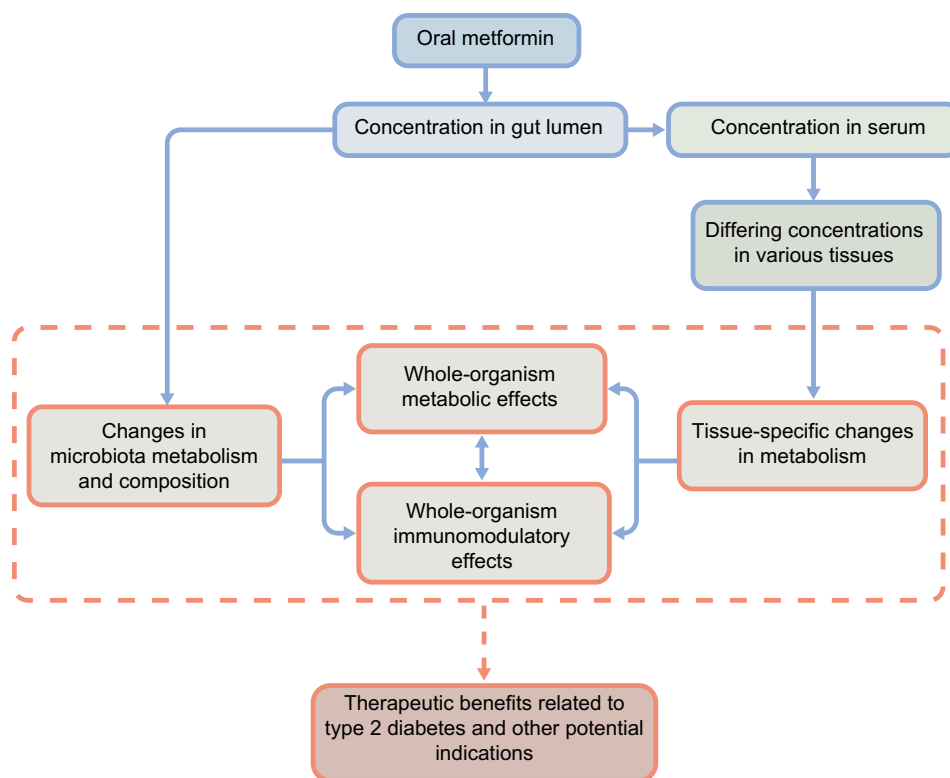 Oral metformin
Concentration in gut lumen
Concentration in serum
Differing concentrations
in various tissues
Whole-organism
metabolic effects
Changes in
microbiota metabolism
and composition
Tissue-specific changes
in metabolism
Whole-organism
immunomodulatory
effects
Therapeutic benefits related to
type 2 diabetes and other potential
indications